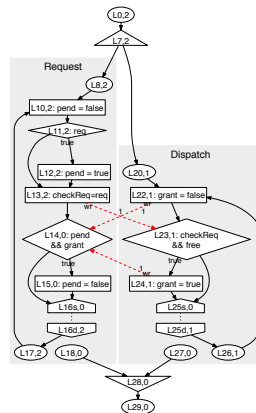 L0,2
L7,2
Request
L8,2
L10,2: pend = false
L11,2: req
true
L12,2: pend = true
L13,2: checkReq=req
wr
L14,0: pend
&& grant
true
L15,0: pend = false
L16s,0
L16d,2
L17,2
L18,0
Dispatch
L20,1
L22,1: grant = false
wr
1
1
L23,1: checkReq
&& free
true
wr
1
L24,1: grant = true
L25s,0
L25d,1
L26,1
L27,0
L28,0
L29,0